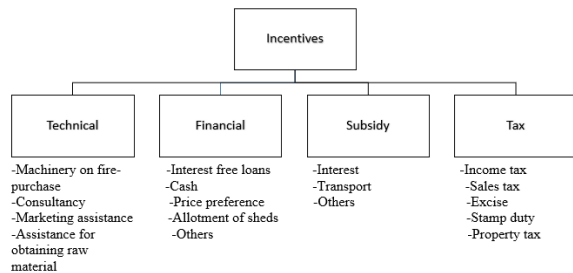 Incentives
Technical
-Machinery on fire-
purchase
-Consultancy
-Marketing assistance
-Assistance for
obtaining raw
material
Financial
-Interest free loans
-Cash
-Price preference
-Allotment of sheds
-Others
Subsidy
-Interest
-Transport
-Others
Tax
-Income tax
-Sales tax
-Excise
-Stamp duty
-Property tax